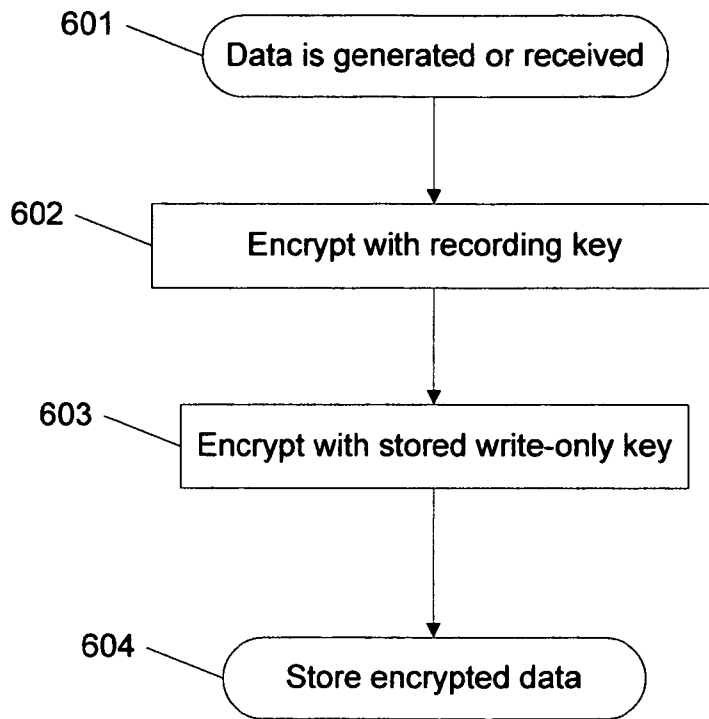 601
Data is generated or received
602
Encrypt with recording key
603
Encrypt with stored write-only key
604
Store encrypted data